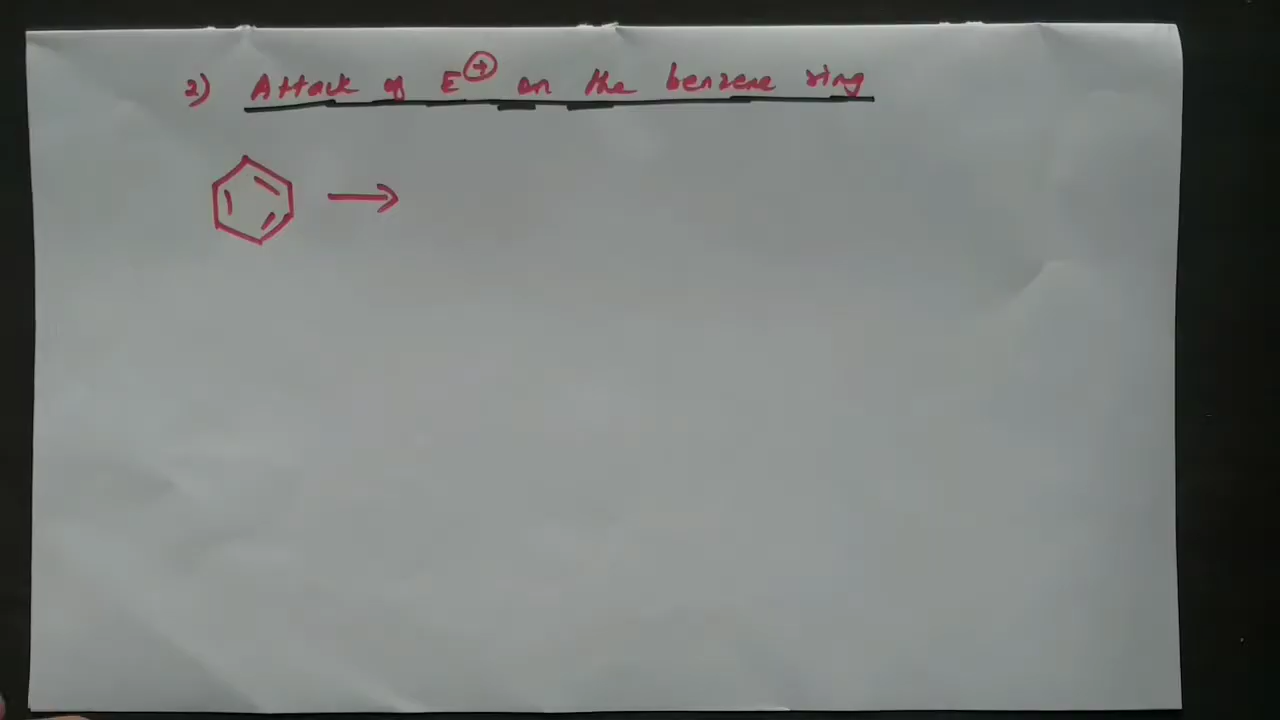 2) Attack of E⊕ on the benzene ring